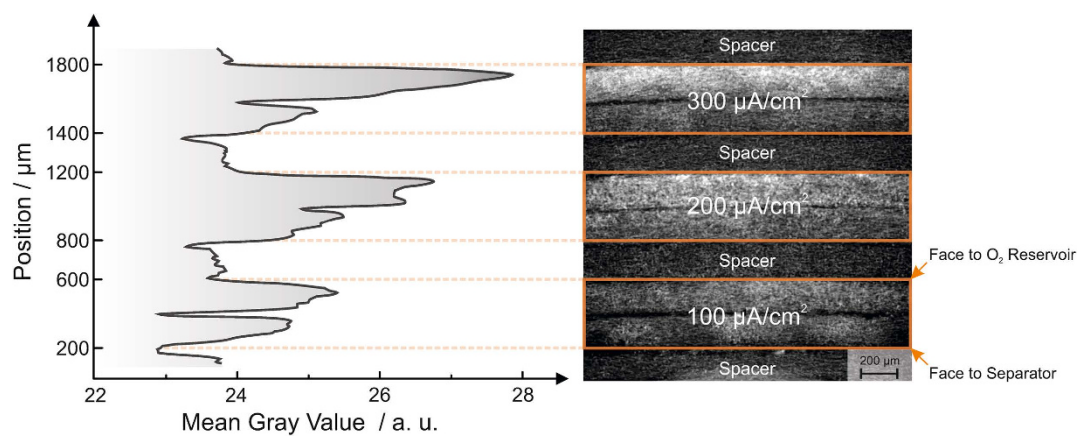 Position / µm
1800
1400
1200
800
600
200
22
24
26
28
Mean Gray Value / a. u.
Spacer
300 µA/cm²
Spacer
200 µA/cm²
Spacer
100 µA/cm²
Spacer
200 µm
Face to O₂ Reservoir
Face to Separator